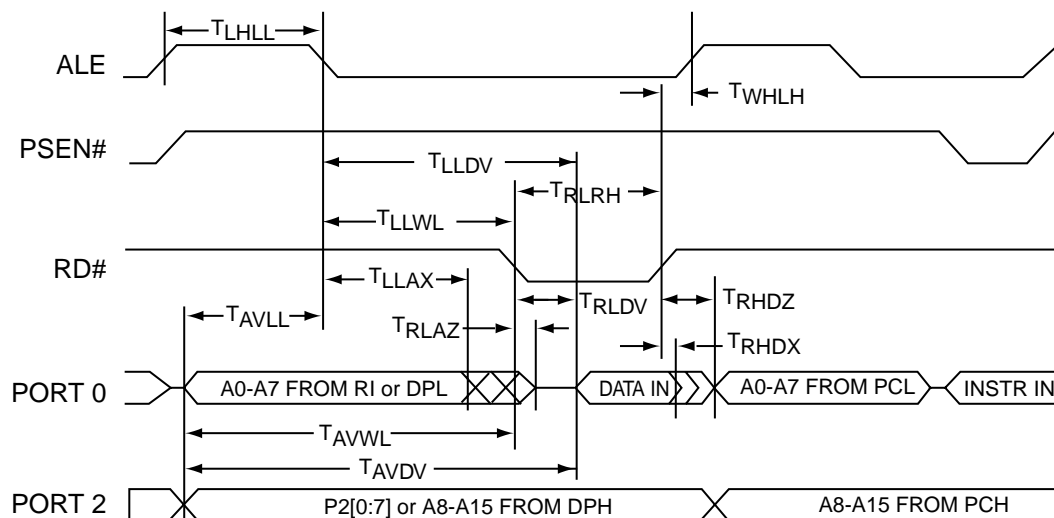 TLHLL
ALE
TWHLH
PSEN#
TLLDV
TRLRH
TLLWL
RD#
TLLAX
TAVLL
TRLDV
TRHDZ
TRLAZ
TRHDX
PORT 0
A0-A7 FROM RI or DPL
DATA IN
A0-A7 FROM PCL
INSTR IN
TAVWL
TAVDV
PORT 2
P2[0:7] or A8-A15 FROM DPH
A8-A15 FROM PCH